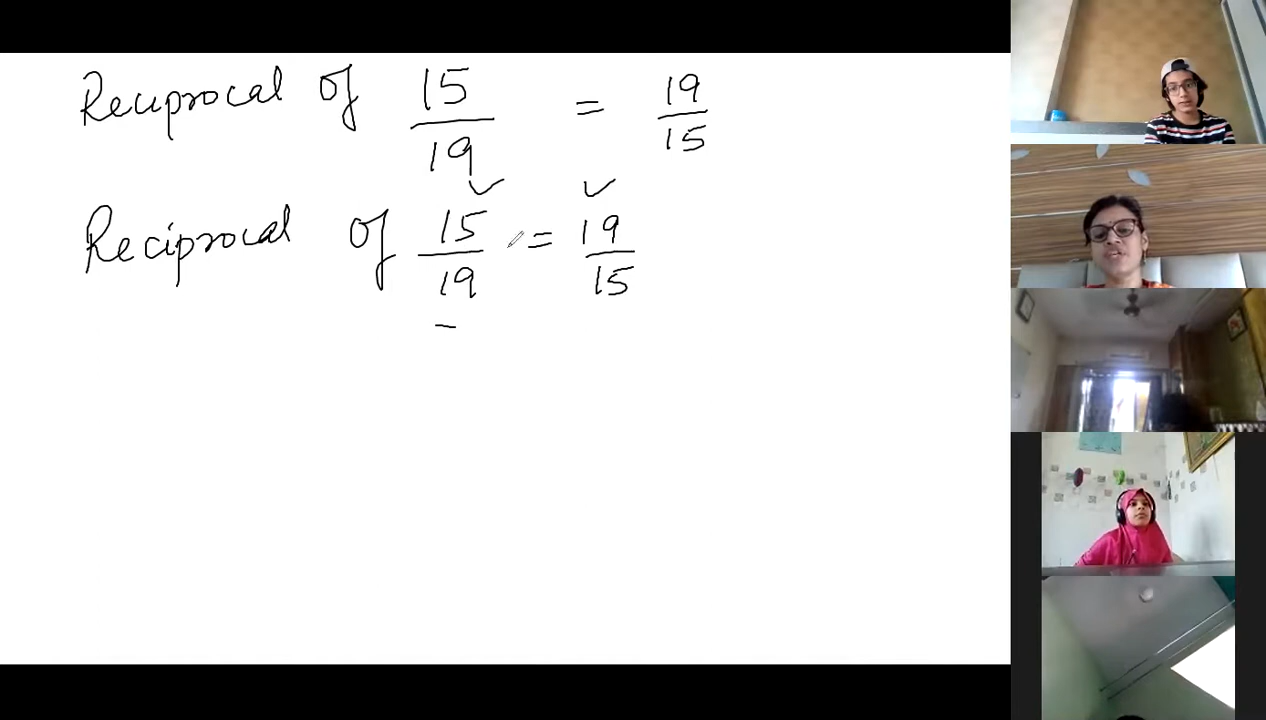 Reciprocal of 15/19 = 19/15
Reciprocal of 15/19 = 19/15